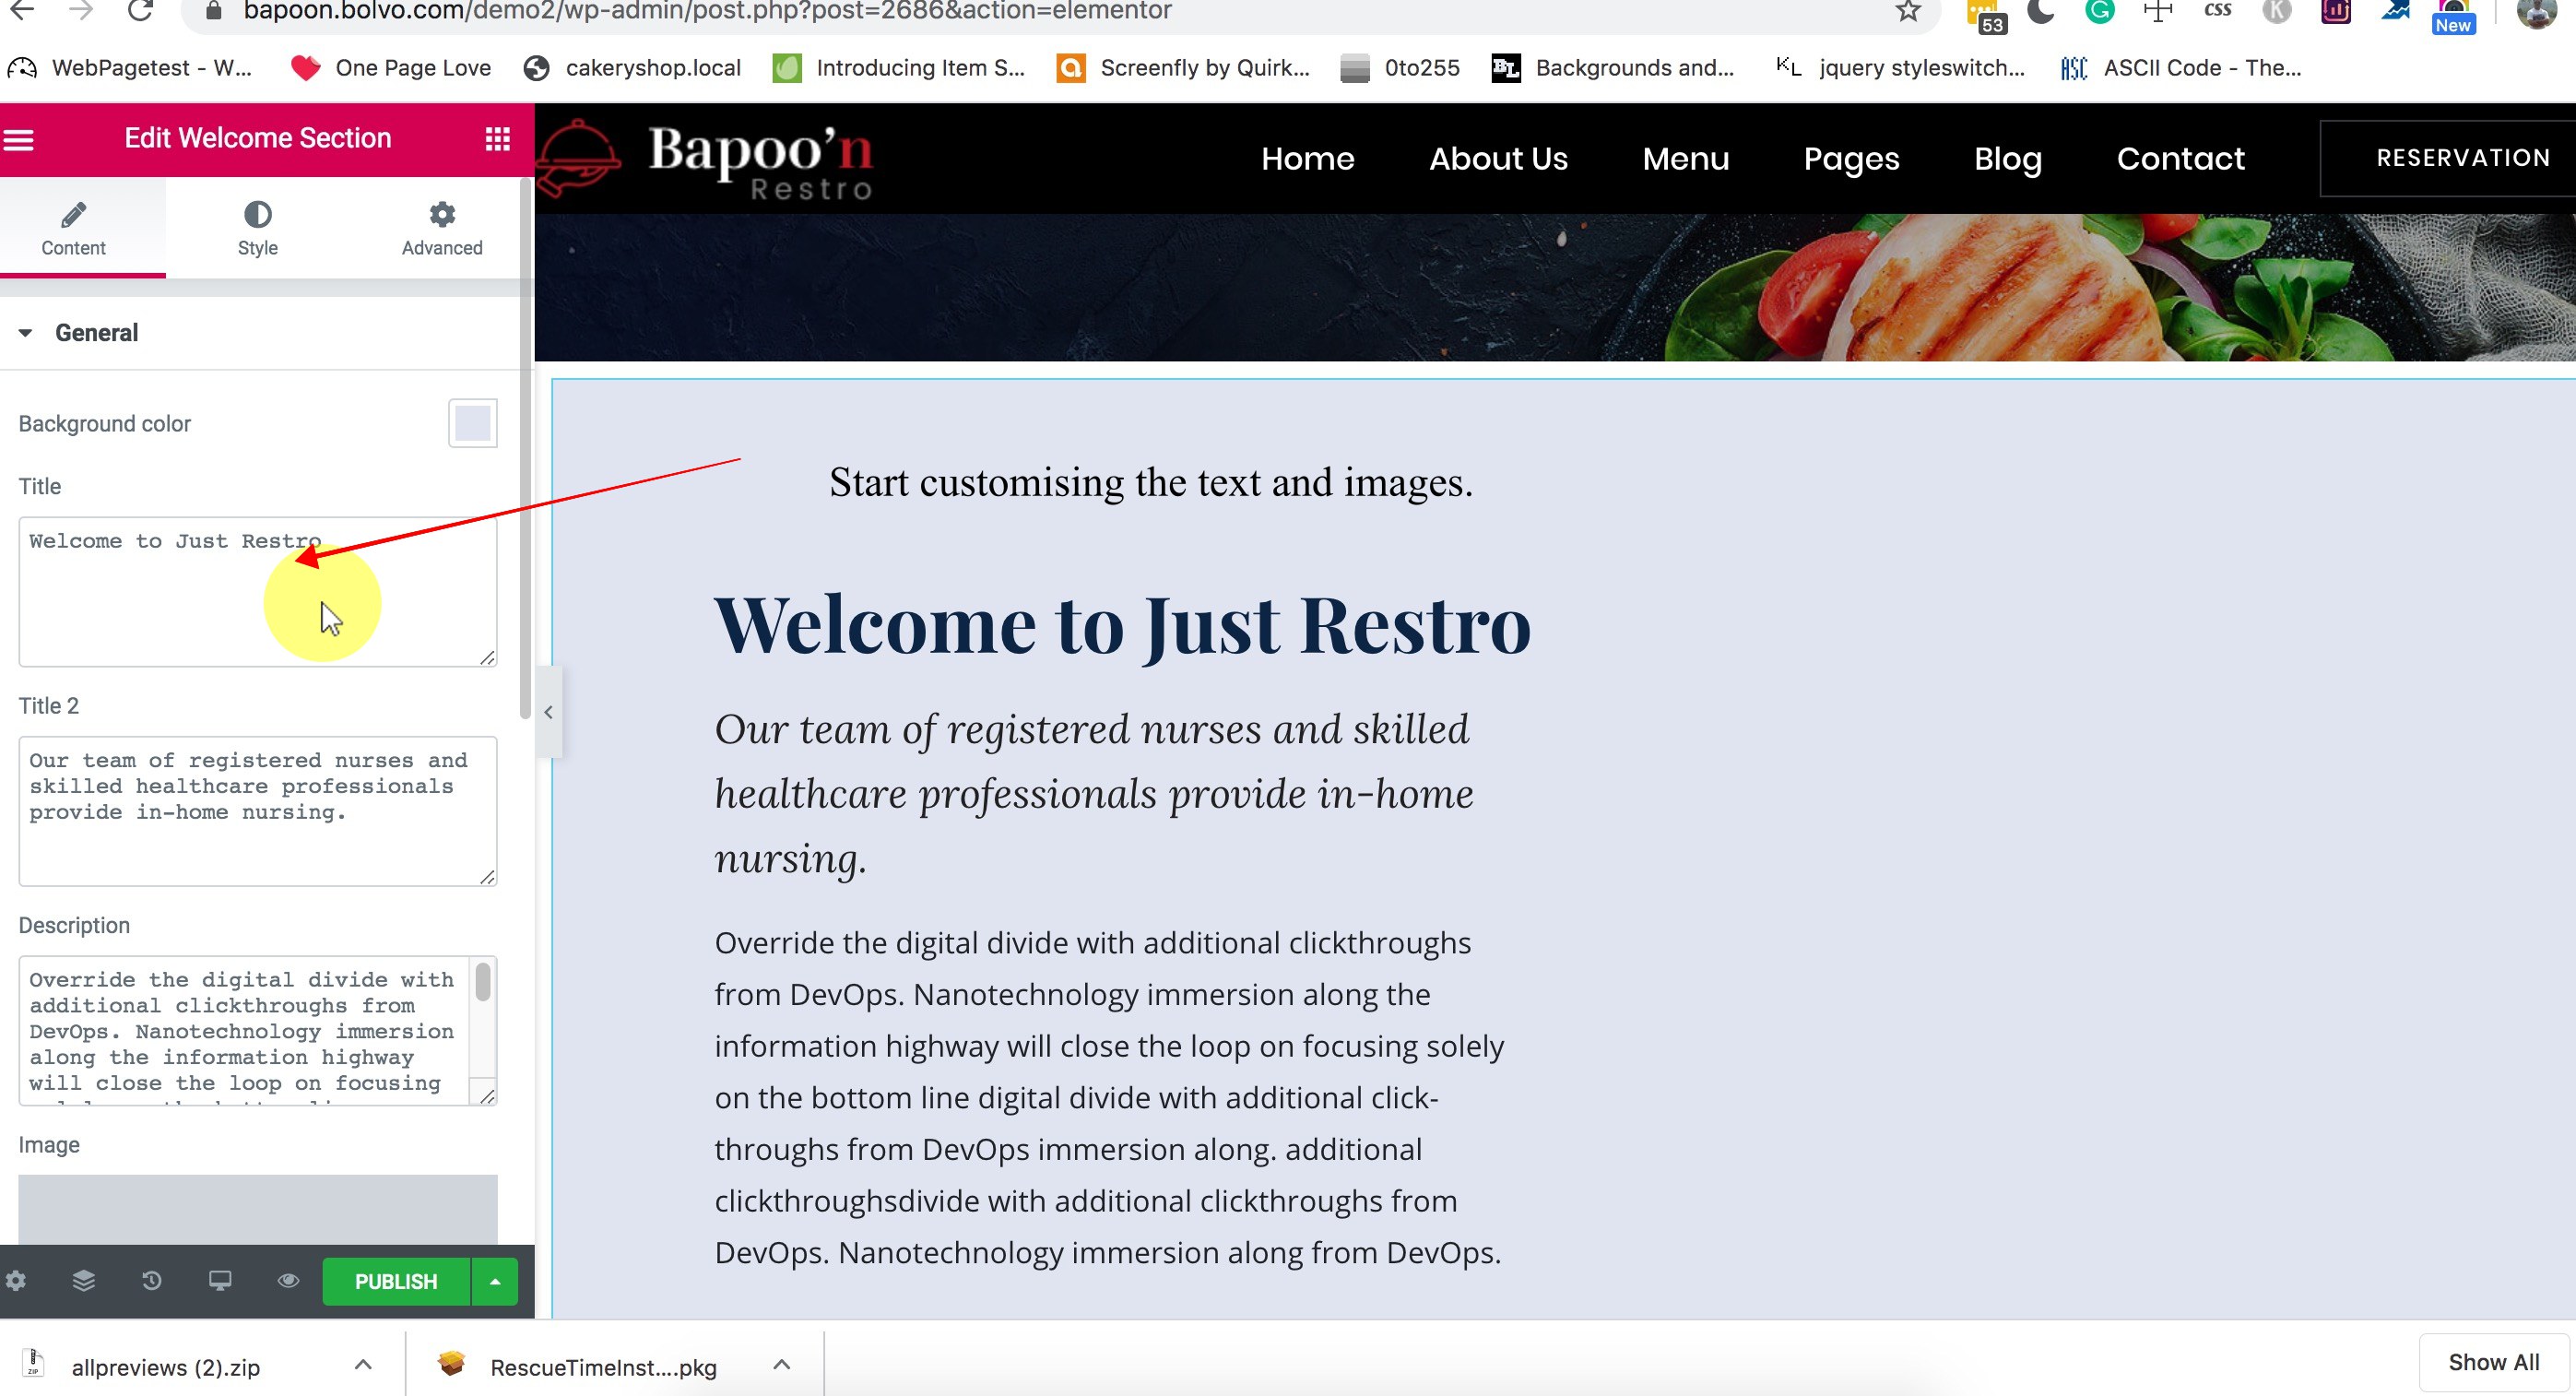 bapoon.bolvo.com/demo2/wp-admin/post.php?post=2686&action=elementor
53
G
css
K
New
WebPagetest - W...
One Page Love
cakeryshop.local
Introducing Item S...
Screenfly by Quirk...
0to255
BL
Backgrounds and...
KL
jquery styleswitch...
ASC
ASCII Code - The...
Edit Welcome Section
Bapoo'n
Restro
Home
About Us
Menu
Pages
Blog
Contact
RESERVATION
Content
Style
Advanced
General
Background color
Title
Welcome to Just Restro
Title 2
Our team of registered nurses and
skilled healthcare professionals
provide in-home nursing.
Description
Override the digital divide with
additional clickthroughs from
DevOps. Nanotechnology immersion
along the information highway
will close the loop on focusing
Image
PUBLISH
Start customising the text and images.
Welcome to Just Restro
Our team of registered nurses and skilled
healthcare professionals provide in-home
nursing.
Override the digital divide with additional clickthroughs
from DevOps. Nanotechnology immersion along the
information highway will close the loop on focusing solely
on the bottom line digital divide with additional click-
throughs from DevOps immersion along. additional
clickthroughsdivide with additional clickthroughs from
DevOps. Nanotechnology immersion along from DevOps.
ZIP
allpreviews (2).zip
RescueTimeInst....pkg
Show All